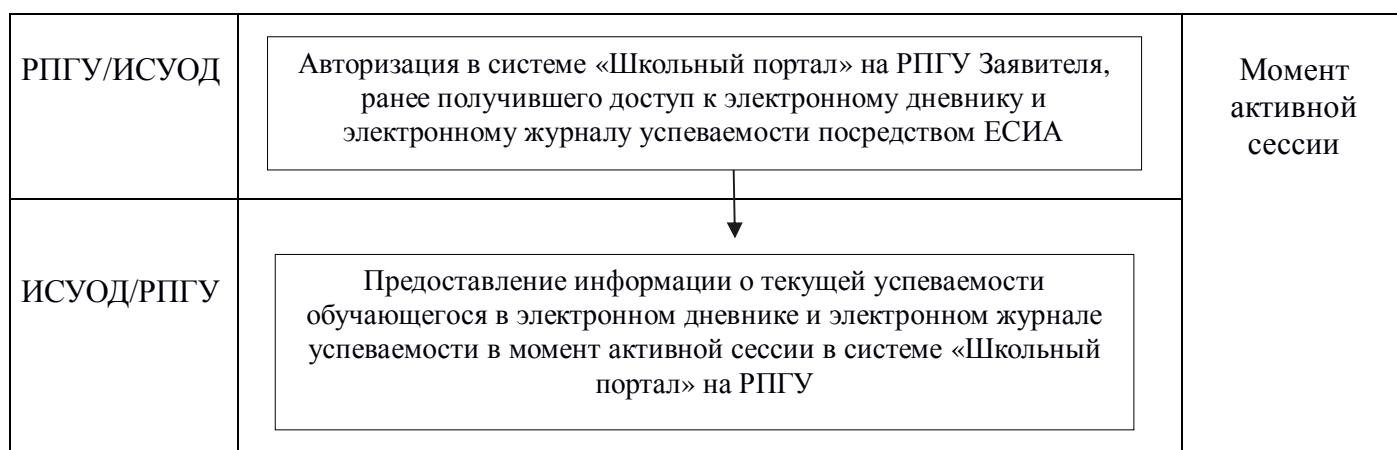 РПГУ/ИСУОД
Авторизация в системе «Школьный портал» на РПГУ Заявителя,
ранее получившего доступ к электронному дневнику и
электронному журналу успеваемости посредством ЕСИА
Момент
активной
сессии
ИСУОД/РПГУ
Предоставление информации о текущей успеваемости
обучающегося в электронном дневнике и электронном журнале
успеваемости в момент активной сессии в системе «Школьный
портал» на РПГУ